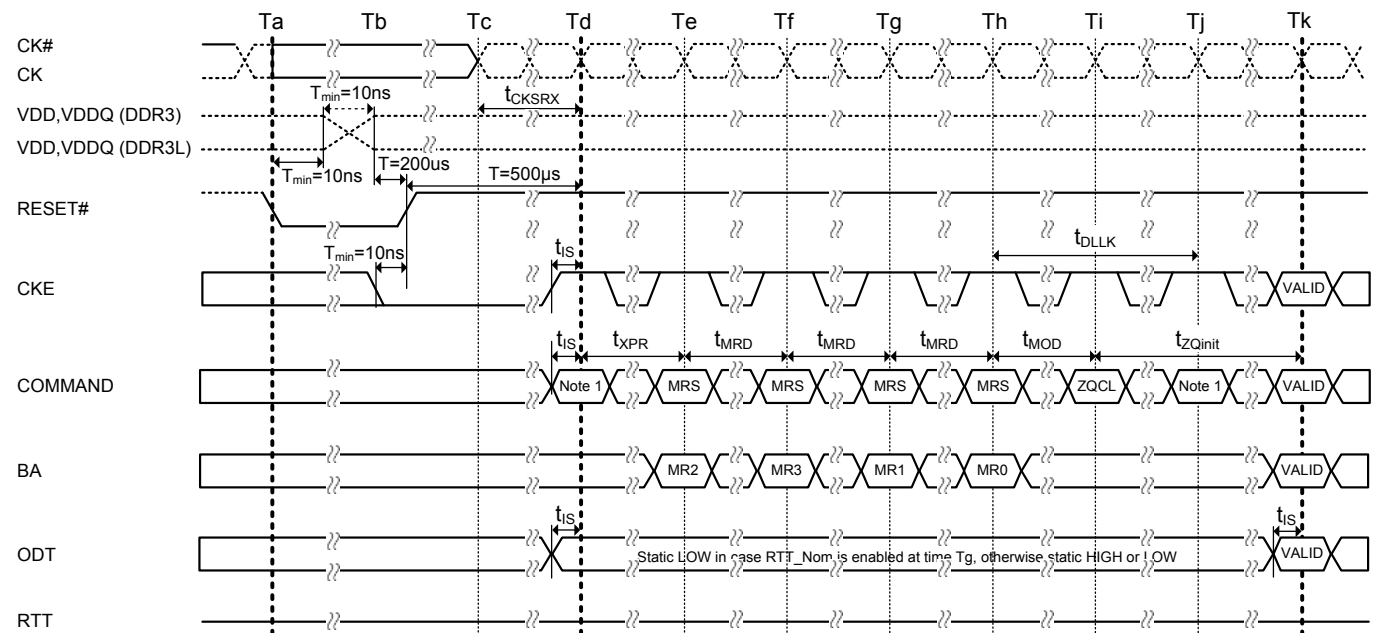 Ta Tb Tc Td Te Tf Tg Th Ti Tj Tk
CK#
CK
Tmin=10ns
tCKSRX
VDD,VDDQ (DDR3)
VDD,VDDQ (DDR3L)
Tmin=10ns
T=200us
T=500µs
RESET#
Tmin=10ns
tIS
tDLLK
CKE
VALID
tIS tXPR tMRD tMRD tMRD tMOD tZQinit
COMMAND
Note 1 MRS MRS MRS MRS ZQCL Note 1 VALID
BA
MR2 MR3 MR1 MR0 VALID
tIS
tIS
ODT
Static LOW in case RTT_Nom is enabled at time Tg, otherwise static HIGH or LOW
VALID
RTT